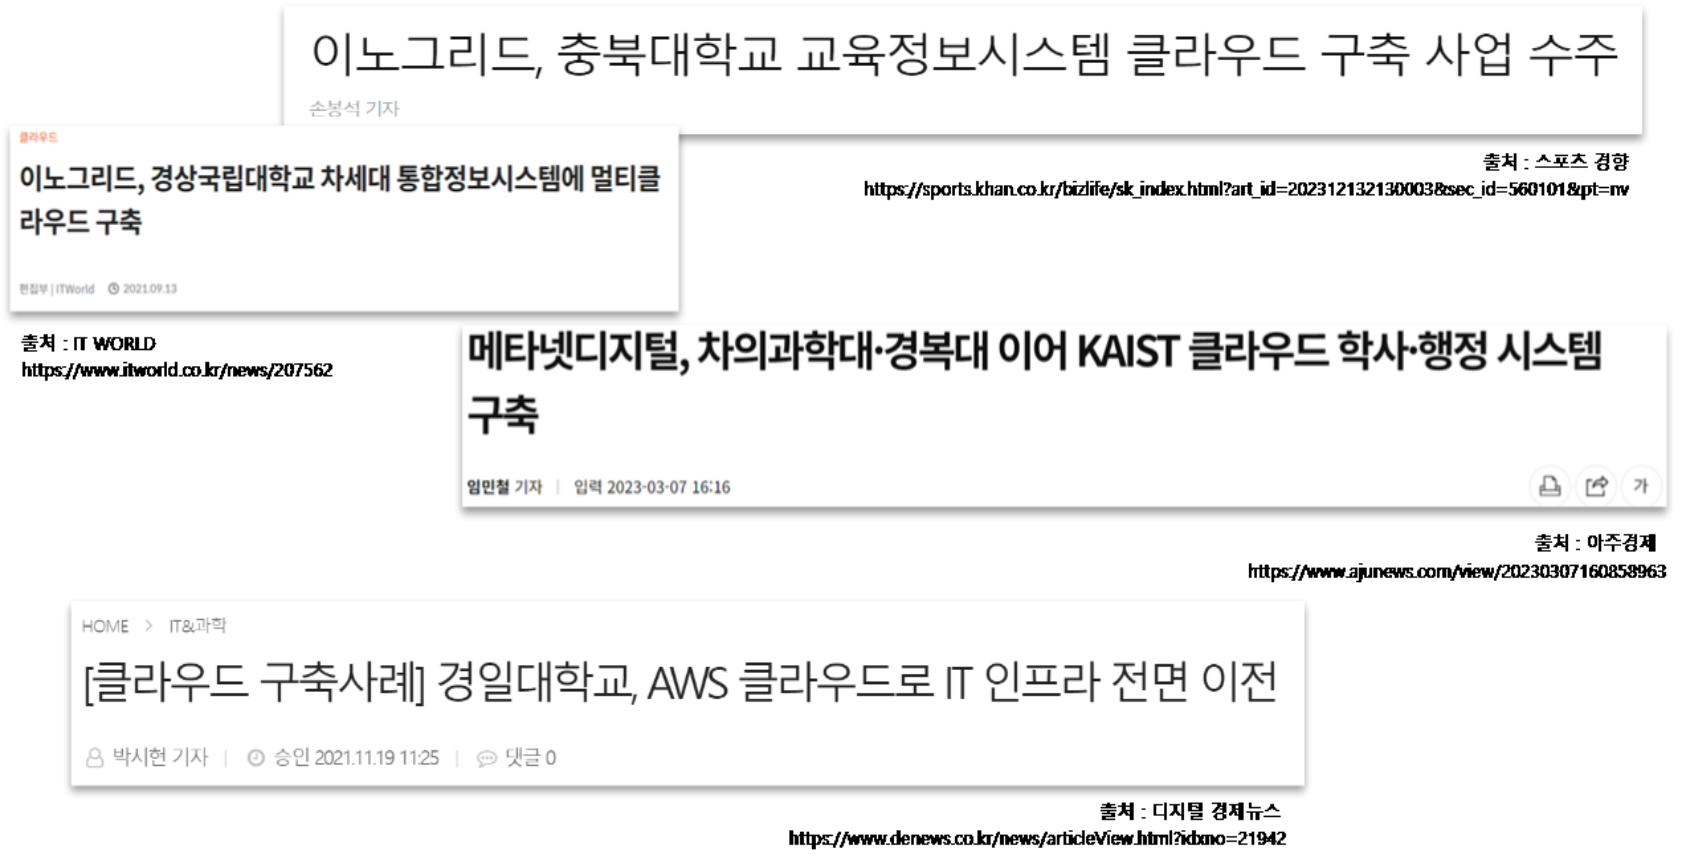 이노그리드, 충북대학교 교육정보시스템 클라우드 구축 사업 수주
손봉석 기자
출처 : 스포츠 경향
https://sports.khan.co.kr/bizlife/sk_index.html?art_id=202312132130003&sec_id=560101&pt=nv
클라우드
이노그리드, 경상국립대학교 차세대 통합정보시스템에 멀티클
라우드 구축
편집부 | ITWorld 2021.09.13
출처 : IT WORLD
https://www.itworld.co.kr/news/207562
메타넷디지털, 차의과학대·경복대 이어 KAIST 클라우드 학사·행정 시스템
구축
임민철 기자 | 입력 2023-03-07 16:16
가
출처 : 아주경제
https://www.ajunews.com/view/20230307160858963
HOME > IT&과학
[클라우드 구축사례] 경일대학교, AWS 클라우드로 IT 인프라 전면 이전
박시현 기자 | 승인 2021.11.19 11:25 | 댓글 0
출처 : 디지털 경제뉴스
https://www.denews.co.kr/news/articleView.html?idxno=21942